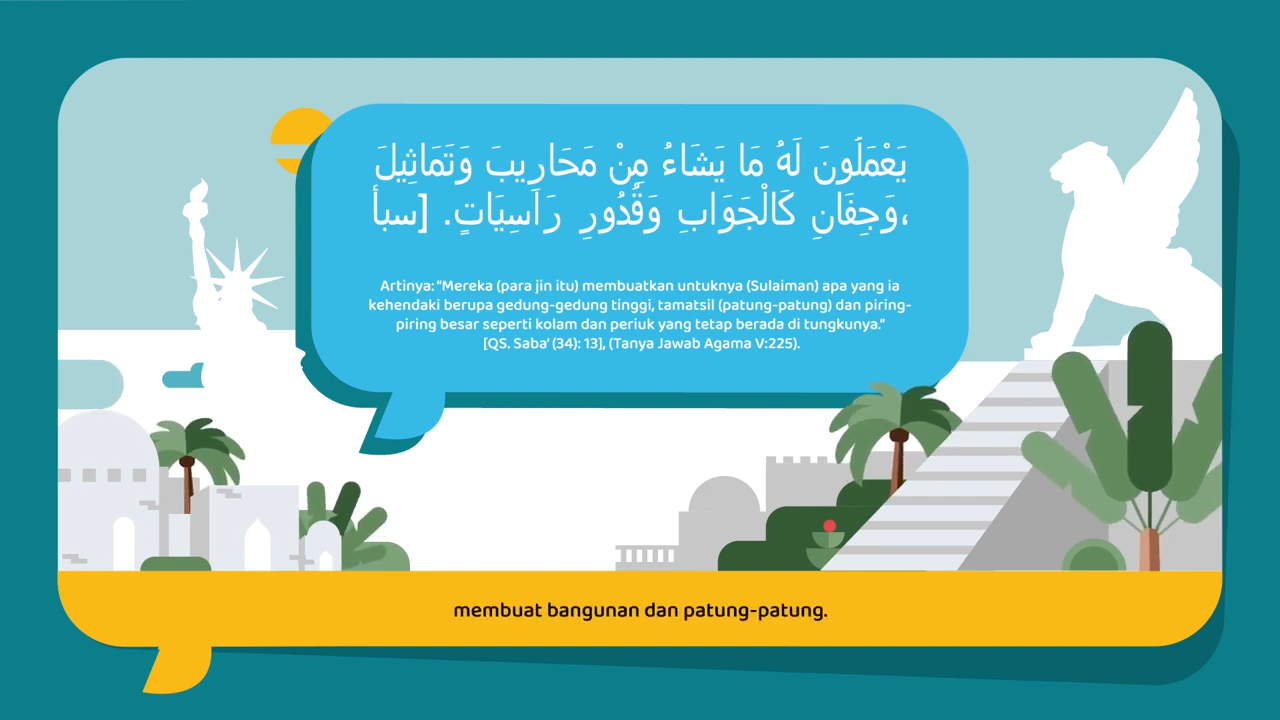 يَعْمَلُونَ لَهُ مَا يَشَاءُ مِنْ مَحَارِيبَ وَتَمَاثِيلَ
،وَجِفَانٍ كَالْجَوَابِ وَقُدُورٍ رَاسِيَاتٍ. [سبأ
Artinya: “Mereka (para jin itu) membuatkan untuknya (Sulaiman) apa yang ia
kehendaki berupa gedung-gedung tinggi, tamatsil (patung-patung) dan piring-
piring besar seperti kolam dan periuk yang tetap berada di tungkunya.”
[QS. Saba’ (34): 13], (Tanya Jawab Agama V:225).
membuat bangunan dan patung-patung.